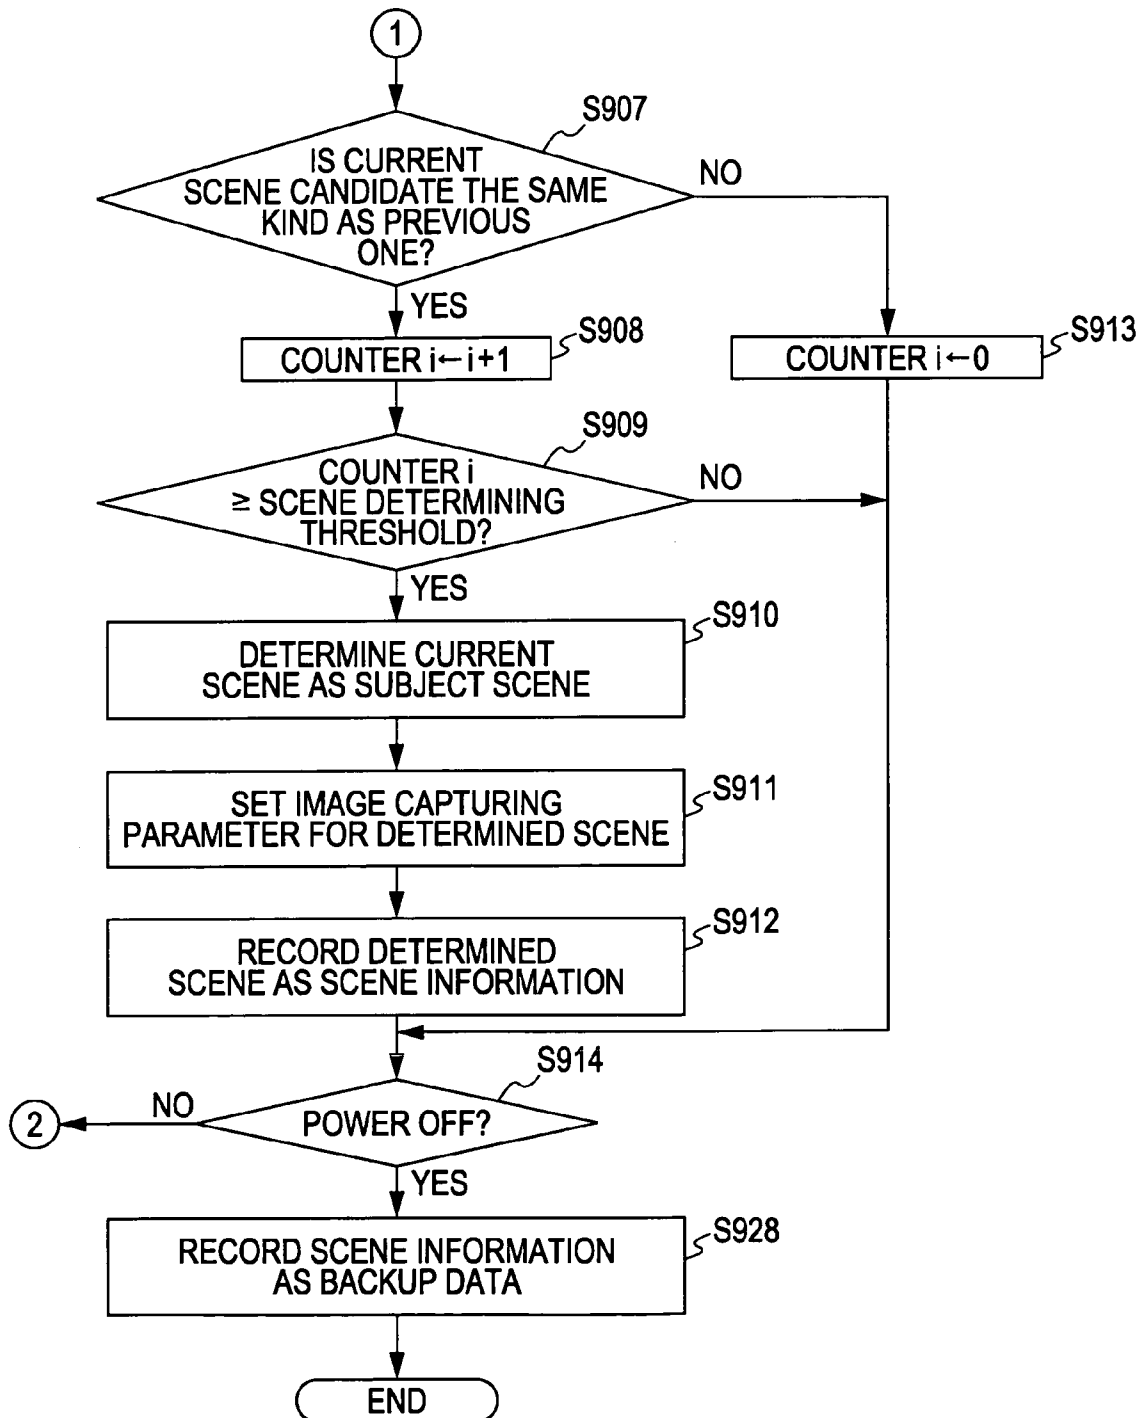 1
S907
IS CURRENT
SCENE CANDIDATE THE SAME
KIND AS PREVIOUS
ONE?
NO
YES
S908
COUNTER i←i+1
S913
COUNTER i←0
S909
COUNTER i
≥ SCENE DETERMINING
THRESHOLD?
NO
YES
S910
DETERMINE CURRENT
SCENE AS SUBJECT SCENE
S911
SET IMAGE CAPTURING
PARAMETER FOR DETERMINED SCENE
S912
RECORD DETERMINED
SCENE AS SCENE INFORMATION
S914
POWER OFF?
NO
2
YES
S928
RECORD SCENE INFORMATION
AS BACKUP DATA
END